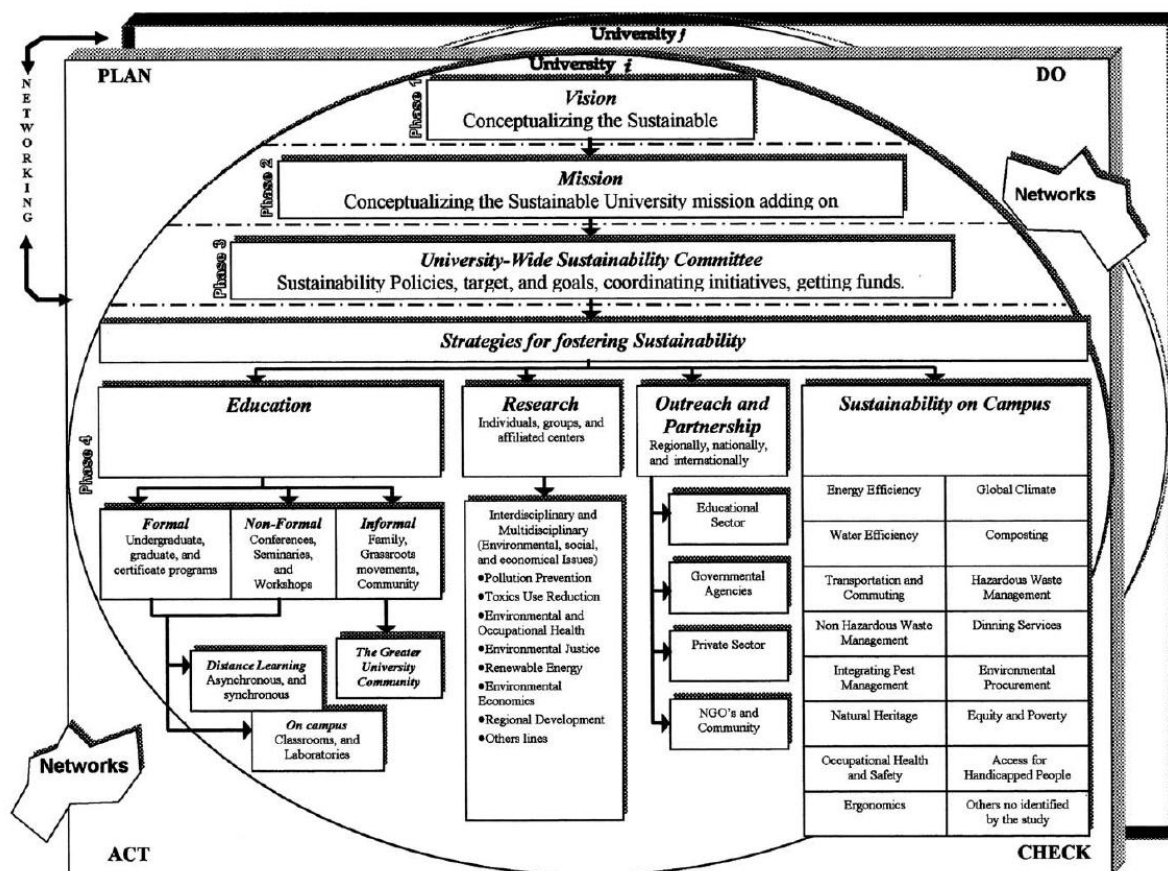 University j
University i
PLAN
DO
NETWORKING
Phase 1
Vision
Conceptualizing the Sustainable
Phase 2
Mission
Conceptualizing the Sustainable University mission adding on
Networks
Phase 3
University-Wide Sustainability Committee
Sustainability Policies, target, and goals, coordinating initiatives, getting funds.
Strategies for fostering Sustainability
Phase 4
Education
Research
Individuals, groups, and
affiliated centers
Outreach and
Partnership
Regionally, nationally,
and internationally
Sustainability on Campus
Formal
Undergraduate,
graduate, and
certificate programs
Non-Formal
Conferences,
Seminaries,
and
Workshops
Informal
Family,
Grassroots
movements,
Community
Distance Learning
Asynchronous, and
synchronous
The Greater
University
Community
On campus
Classrooms, and
Laboratories
Interdisciplinary and
Multidisciplinary
(Environmental, social,
and economical Issues)
●Pollution Prevention
●Toxics Use Reduction
●Environmental and
Occupational Health
●Environmental Justice
●Renewable Energy
●Environmental
Economics
●Regional Development
●Others lines
Educational
Sector
Governmental
Agencies
Private Sector
NGO's and
Community
Energy Efficiency
Global Climate
Water Efficiency
Composting
Transportation and
Commuting
Hazardous Waste
Management
Non Hazardous Waste
Management
Dinning Services
Integrating Pest
Management
Environmental
Procurement
Natural Heritage
Equity and Poverty
Occupational Health
and Safety
Access for
Handicapped People
Ergonomics
Others no identified
by the study
Networks
ACT
CHECK